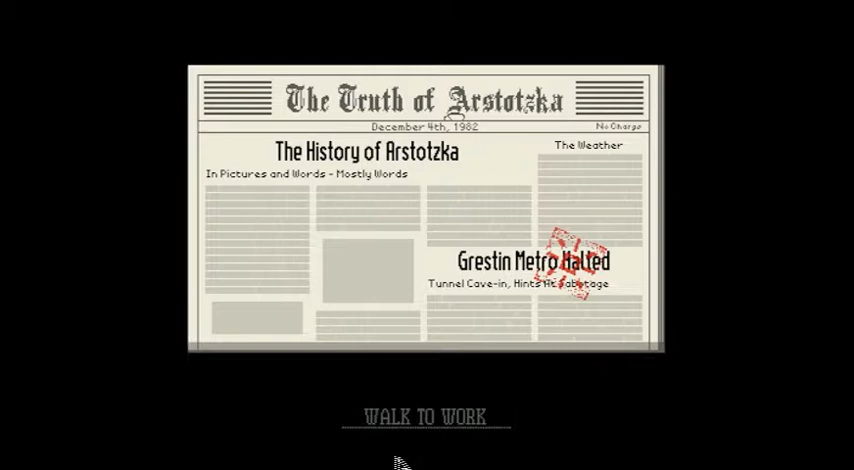 The Truth of Arstotzka
December 4th, 1982
No Charge
The History of Arstotzka
In Pictures and Words - Mostly Words
The Weather
Grestin Metro Halted
Tunnel Cave-in, Hints At Sabotage
WALK TO WORK